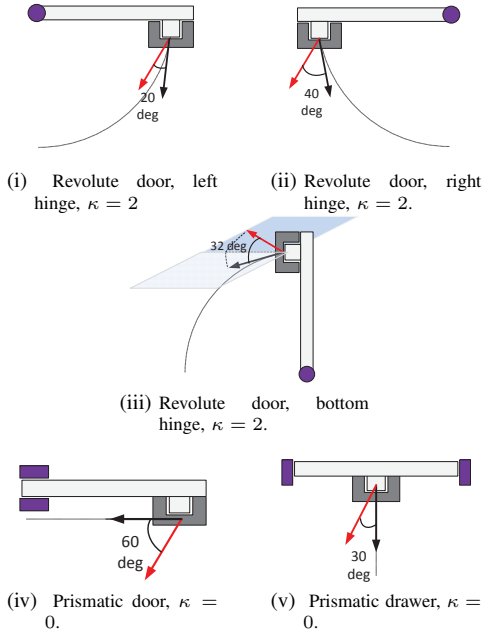 20
deg
40
deg
(i) Revolute door, left
hinge, κ = 2
(ii) Revolute door, right
hinge, κ = 2.
32 deg
(iii) Revolute door, bottom
hinge, κ = 2.
60
deg
30
deg
(iv) Prismatic door, κ =
0.
(v) Prismatic drawer, κ =
0.